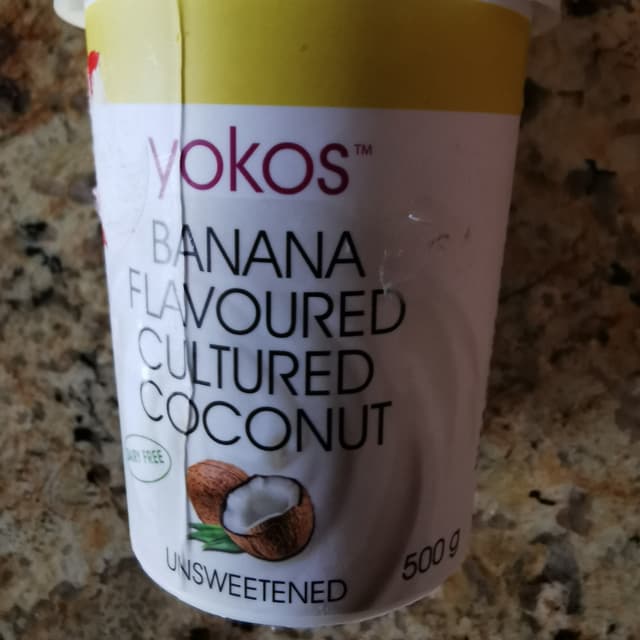 yokos™
BANANA
FLAVOURED
CULTURED
COCONUT
DAIRY FREE
UNSWEETENED
500 g